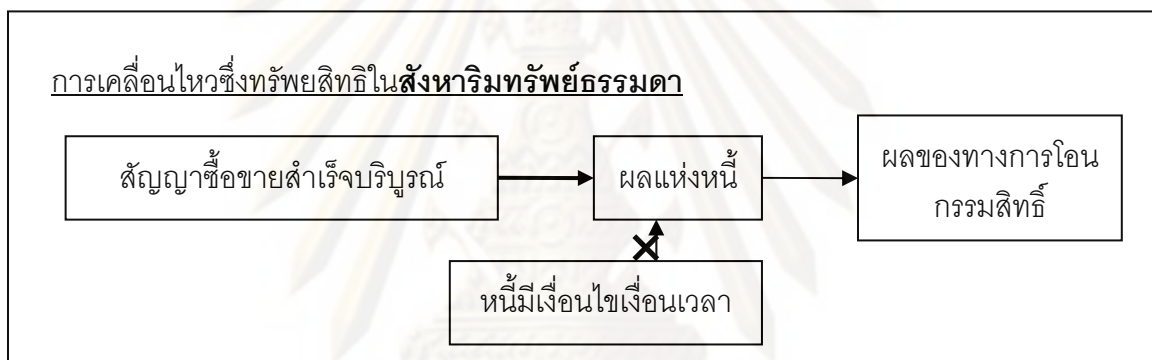 การเคลื่อนไหวซึ่งทรัพยสิทธิในสังหาริมทรัพย์ธรรมดา
สัญญาซื้อขายสำเร็จบริบูรณ์
ผลแห่งหนี้
ผลของทางการโอน
กรรมสิทธิ์
หนี้มีเงื่อนไขเงื่อนเวลา